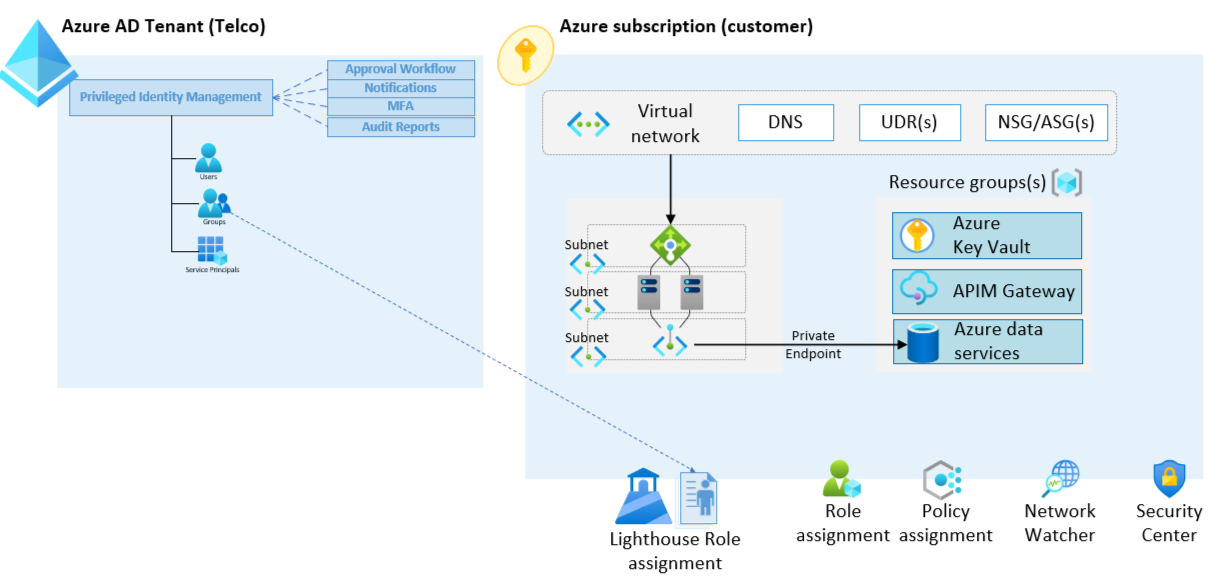 Azure AD Tenant (Telco)
Privileged Identity Management
Approval Workflow
Notifications
MFA
Audit Reports
Users
Groups
Service Principals
Azure subscription (customer)
Virtual
network
DNS
UDR(s)
NSG/ASG(s)
Resource groups(s)
Subnet
Subnet
Subnet
Private
Endpoint
Azure
Key Vault
APIM Gateway
Azure data
services
Lighthouse Role
assignment
Role
assignment
Policy
assignment
Network
Watcher
Security
Center